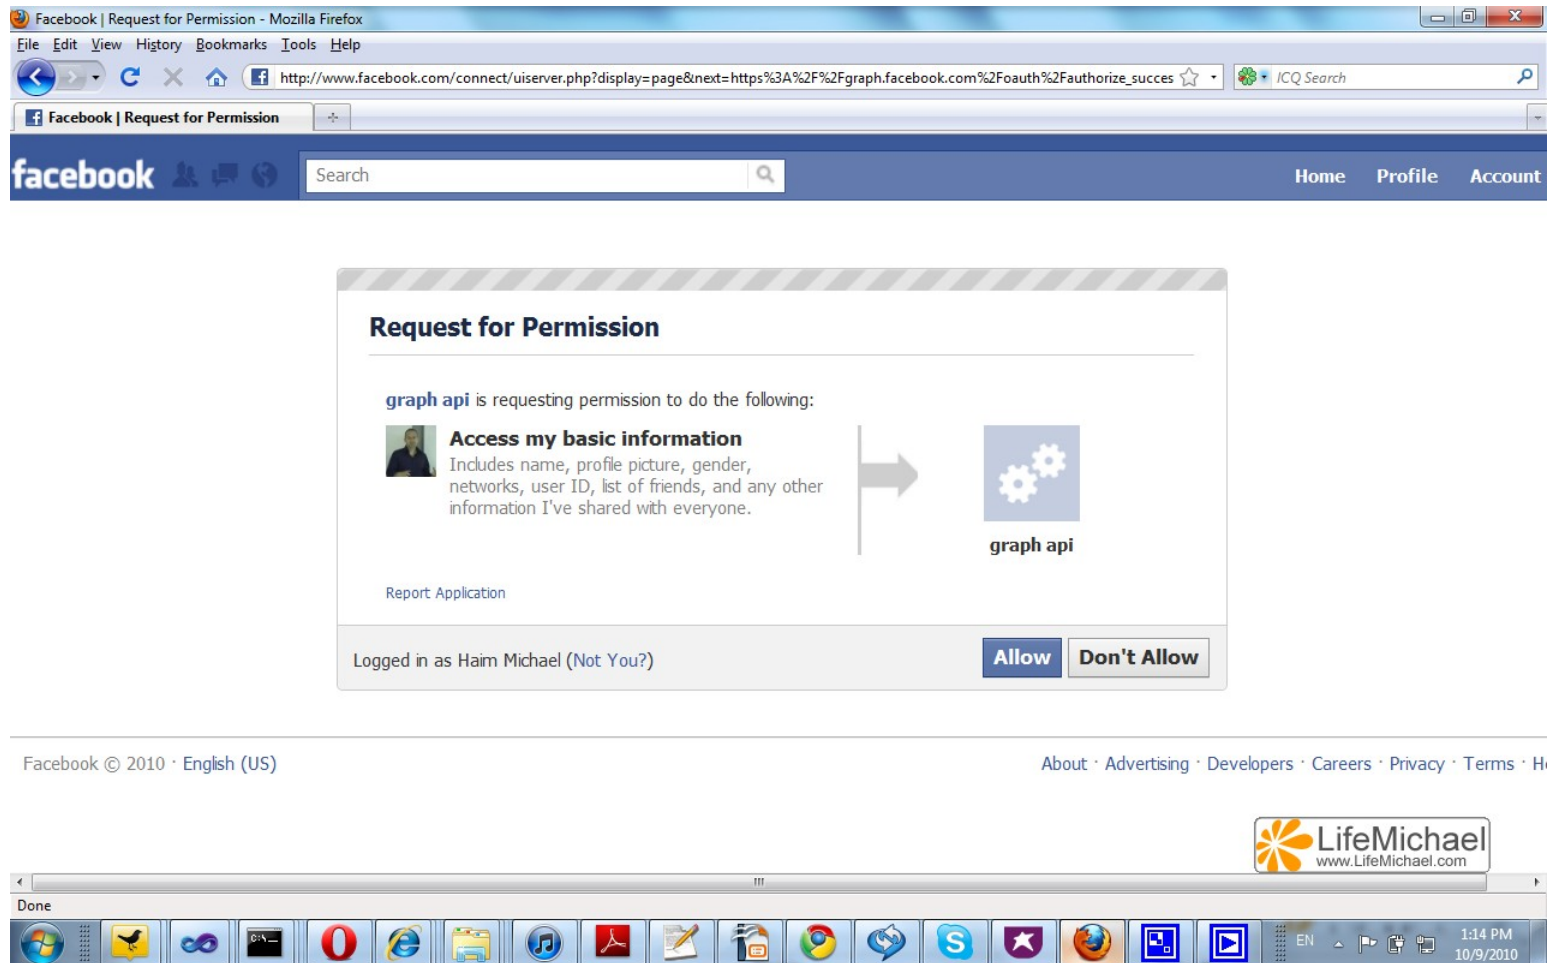 Facebook | Request for Permission - Mozilla Firefox
File Edit View History Bookmarks Tools Help
http://www.facebook.com/connect/uiserver.php?display=page&next=https%3A%2F%2Fgraph.facebook.com%2Foauth%2Fauthorize_succes ICQ Search
Facebook | Request for Permission
facebook Search Home Profile Account
Request for Permission
graph api is requesting permission to do the following:
Access my basic information
Includes name, profile picture, gender,
networks, user ID, list of friends, and any other
information I've shared with everyone.
graph api
Report Application
Logged in as Haim Michael (Not You?) Allow Don't Allow
Facebook © 2010 · English (US) About · Advertising · Developers · Careers · Privacy · Terms · H
LifeMichael
www.LifeMichael.com
Done
EN 1:14 PM
10/9/2010